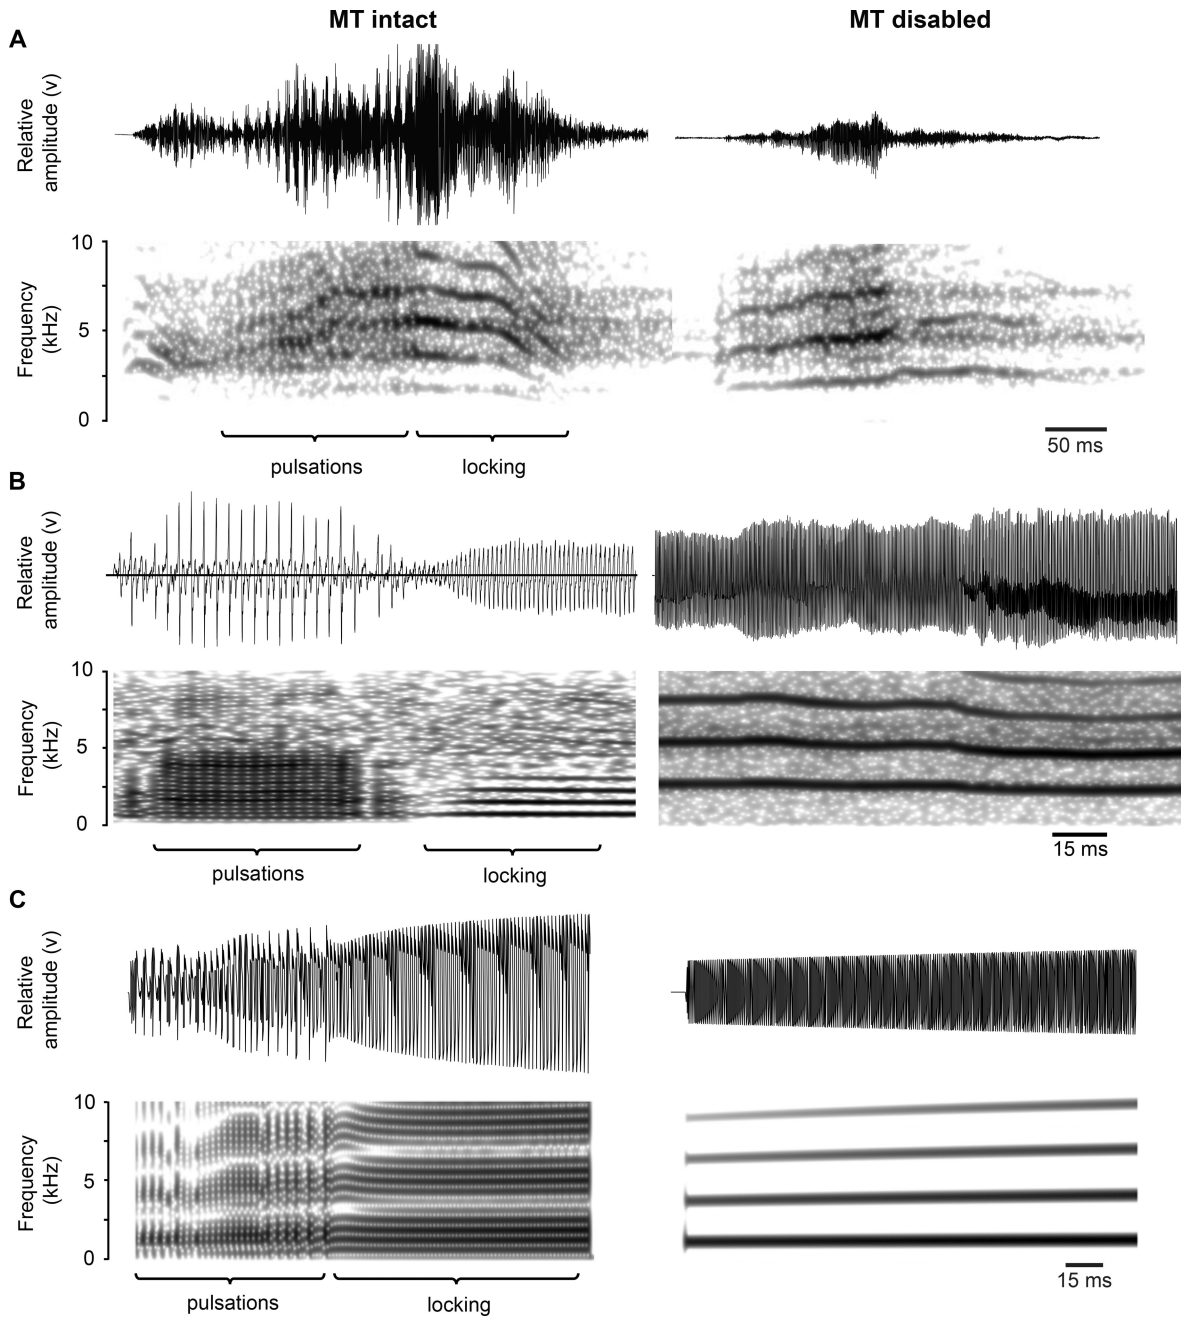 MT intact
MT disabled
A
Relative
amplitude (v)
10
5
0
Frequency
(kHz)
pulsations
locking
50 ms
B
Relative
amplitude (v)
10
5
0
Frequency
(kHz)
15 ms
pulsations
locking
C
Relative
amplitude (v)
10
5
0
Frequency
(kHz)
15 ms
pulsations
locking